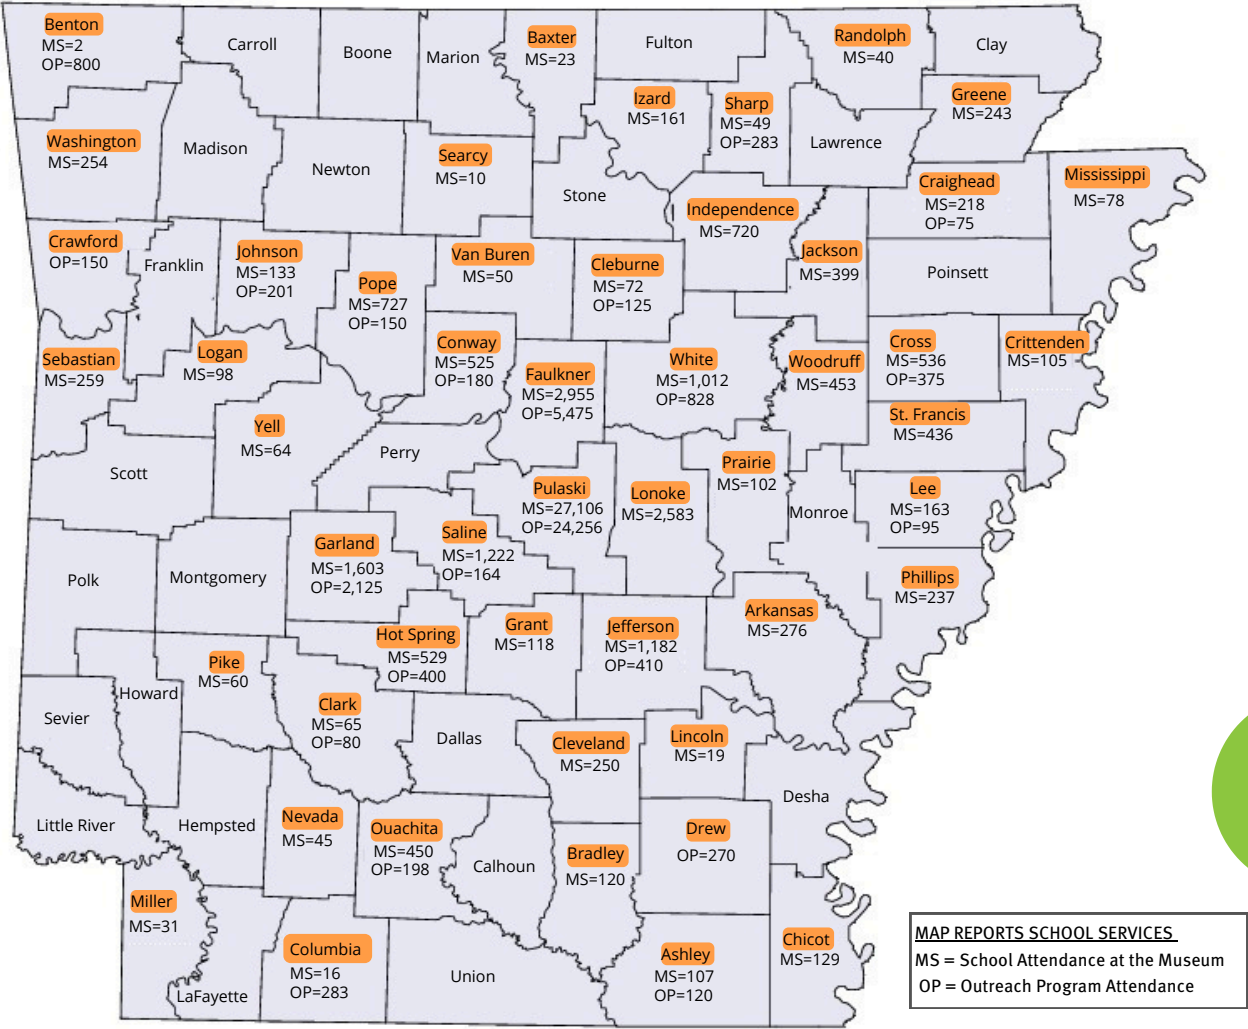 Benton
MS=2
OP=800
Carroll
Boone
Marion
Baxter
MS=23
Fulton
Randolph
MS=40
Clay
Washington
MS=254
Madison
Newton
Searcy
MS=10
Stone
Izard
MS=161
Sharp
MS=49
OP=283
Lawrence
Greene
MS=243
Craighead
MS=218
OP=75
Mississippi
MS=78
Crawford
OP=150
Franklin
Johnson
MS=133
OP=201
Pope
MS=727
OP=150
Van Buren
MS=50
Cleburne
MS=72
OP=125
Independence
MS=720
Jackson
MS=399
Poinsett
Sebastian
MS=259
Logan
MS=98
Conway
MS=525
OP=180
Faulkner
MS=2,955
OP=5,475
White
MS=1,012
OP=828
Woodruff
MS=453
Cross
MS=536
OP=375
Crittenden
MS=105
St. Francis
MS=436
Scott
Yell
MS=64
Perry
Pulaski
MS=27,106
OP=24,256
Lonoke
MS=2,583
Prairie
MS=102
Monroe
Lee
MS=163
OP=95
Polk
Montgomery
Garland
MS=1,603
OP=2,125
Saline
MS=1,222
OP=164
Phillips
MS=237
Hot Spring
MS=529
OP=400
Grant
MS=118
Jefferson
MS=1,182
OP=410
Arkansas
MS=276
Sevier
Howard
Pike
MS=60
Clark
MS=65
OP=80
Dallas
Cleveland
MS=250
Lincoln
MS=19
Desha
Little River
Hempsted
Nevada
MS=45
Ouachita
MS=450
OP=198
Calhoun
Bradley
MS=120
Drew
OP=270
Miller
MS=31
LaFayette
Columbia
MS=16
OP=283
Union
Ashley
MS=107
OP=120
Chicot
MS=129
MAP REPORTS SCHOOL SERVICES
MS = School Attendance at the Museum
OP = Outreach Program Attendance